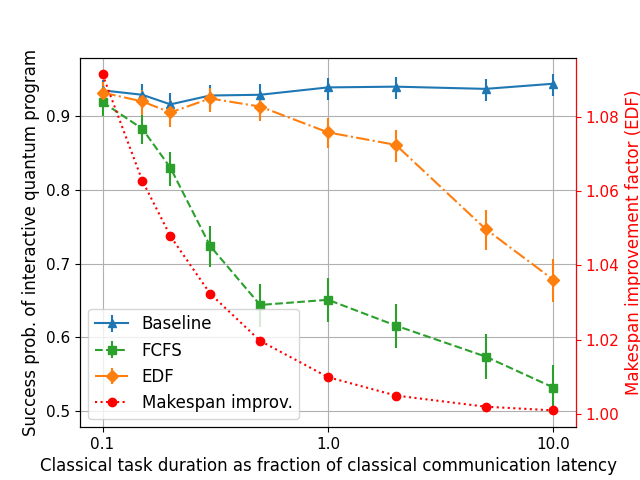 Success prob. of interactive quantum program
0.9
0.8
0.7
0.6
0.5
0.1
1.0
10.0
Classical task duration as fraction of classical communication latency
1.08
1.06
1.04
1.02
1.00
Makespan improvement factor (EDF)
Baseline
FCFS
EDF
Makespan improv.